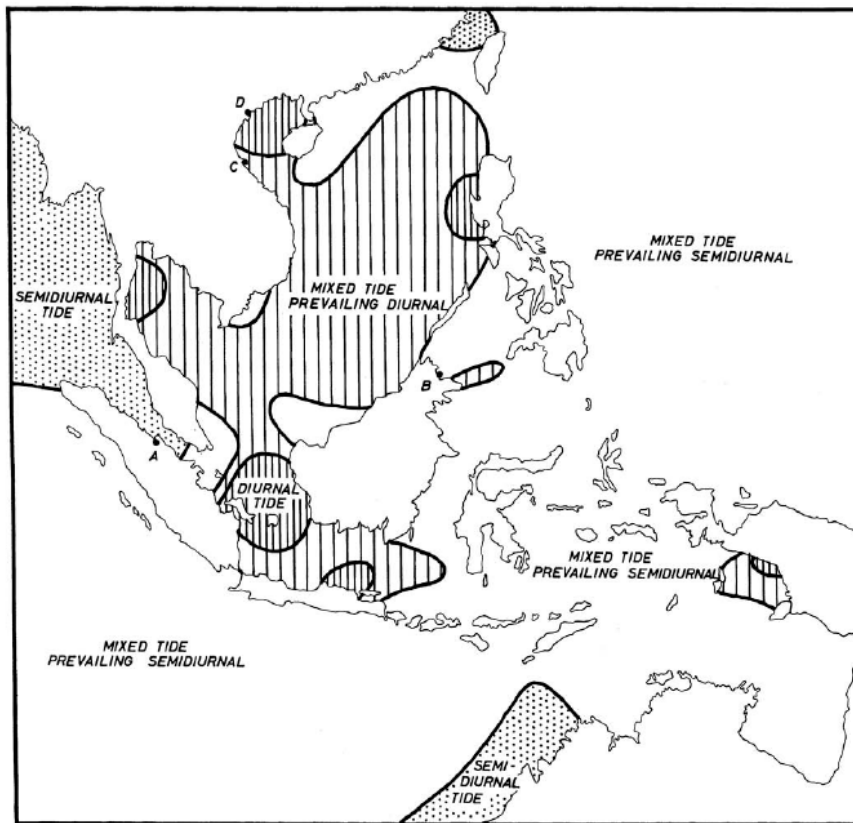 D
C
MIXED TIDE
PREVAILING SEMIDIURNAL
SEMIDIURNAL
TIDE
MIXED TIDE
PREVAILING DIURNAL
B
A
DIURNAL
TIDE
MIXED TIDE
PREVAILING SEMIDIURNAL
MIXED TIDE
PREVAILING SEMIDIURNAL
SEMI-
DIURNAL
TIDE